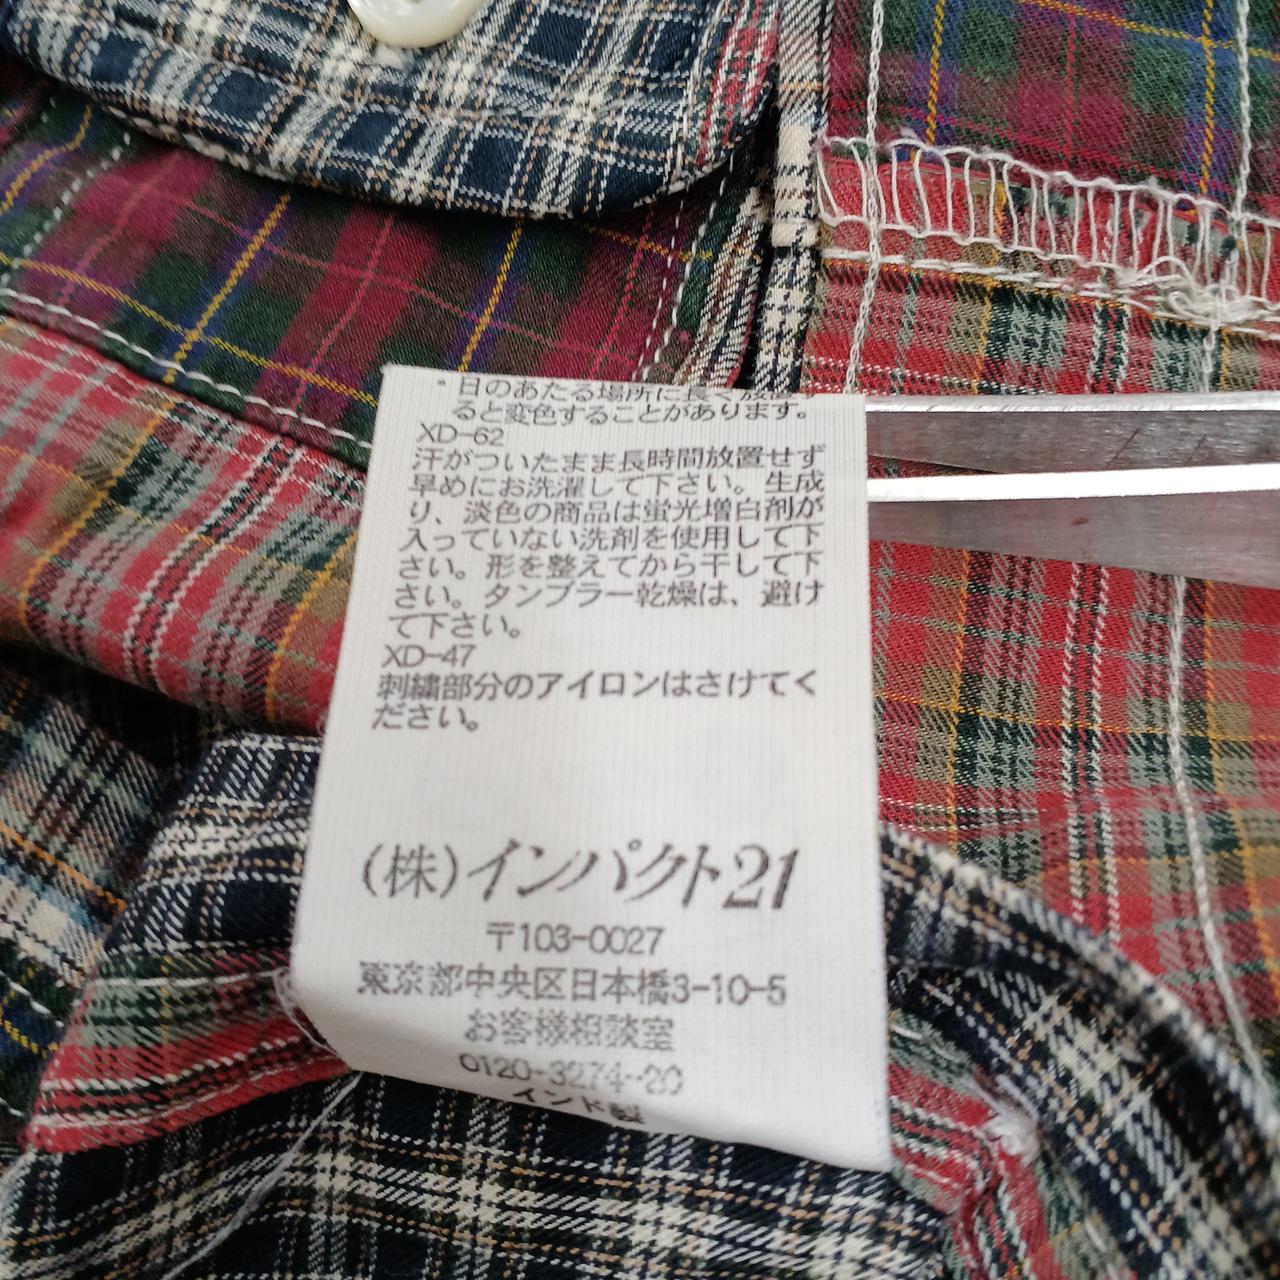 * 日のあたる場所に長く放置す
ると変色することがあります。
XD-62
汗がついたまま長時間放置せず
早めにお洗濯して下さい。生成
り、淡色の商品は蛍光増白剤が
入っていない洗剤を使用して下
さい。形を整えてから干して下
さい。タンブラー乾燥は、避け
て下さい。
XD-47
刺繍部分のアイロンはさけてく
ださい。
(株)インパクト21
〒103-0027
東京都中央区日本橋3-10-5
お客様相談室
0120-3274-20
インド製